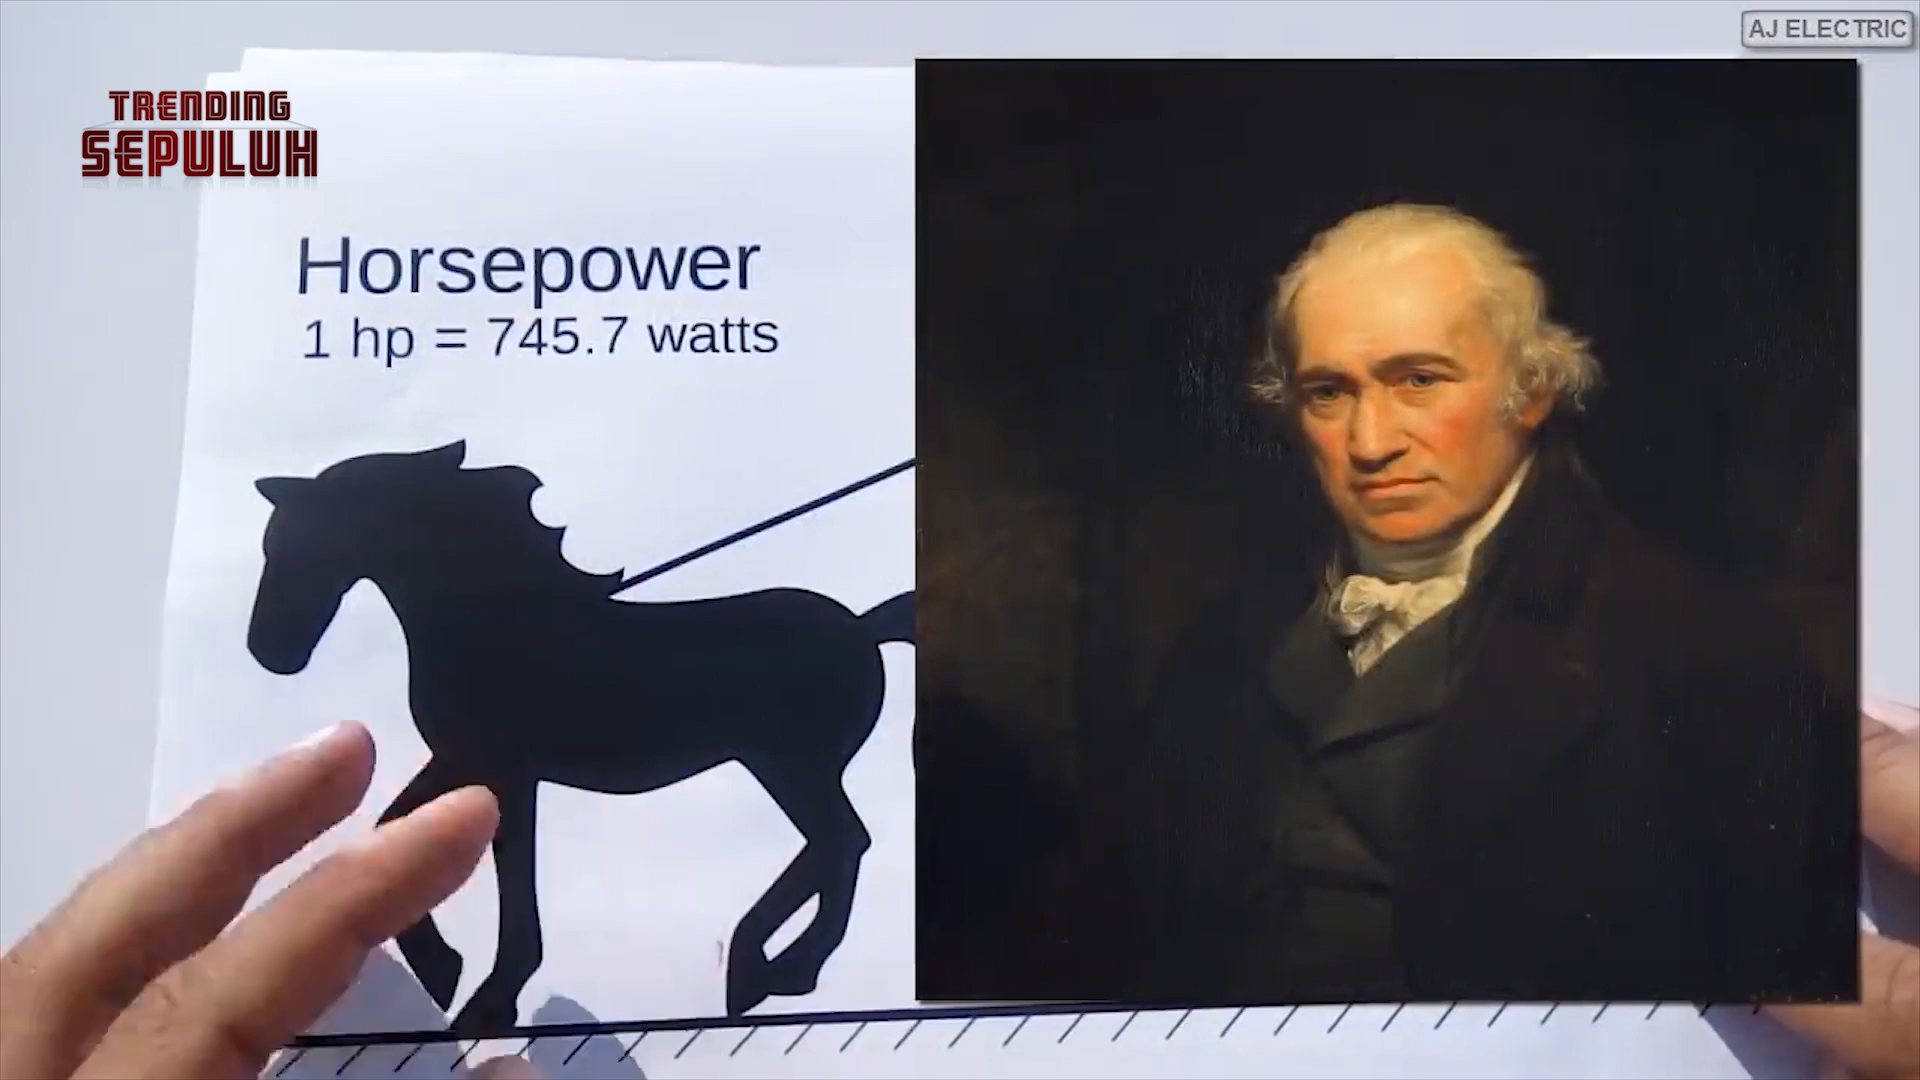 AJ ELECTRIC
TRENDING
SEPULUH
Horsepower
1 hp = 745.7 watts